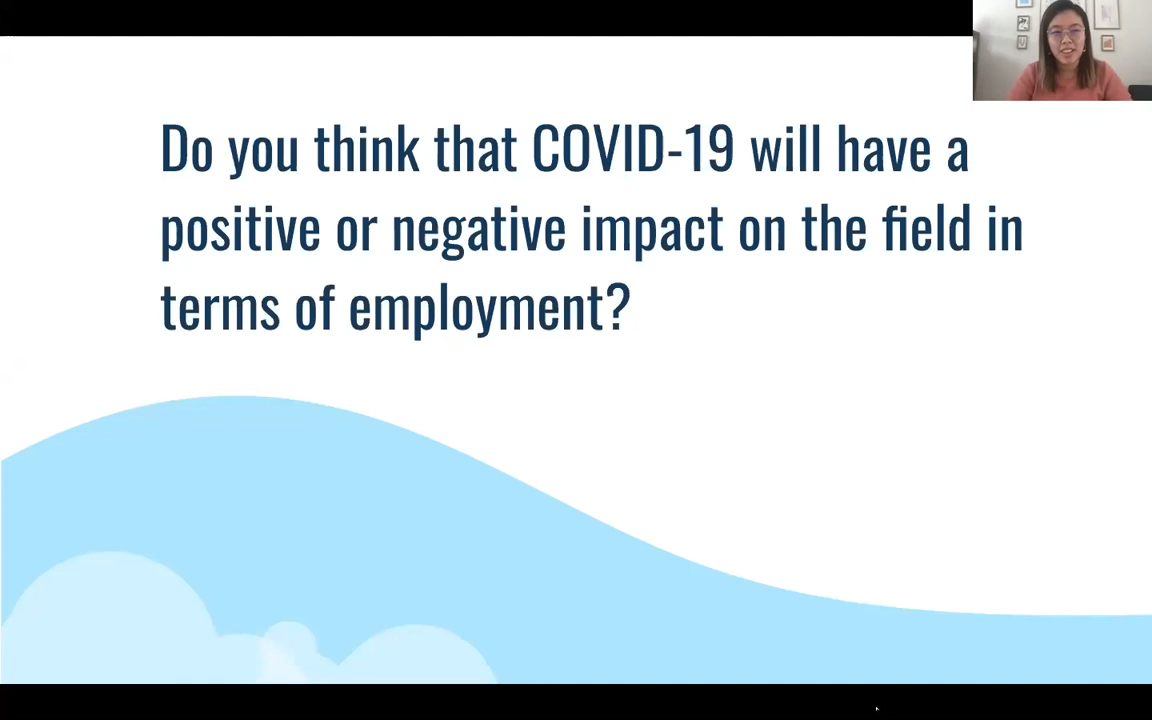 Do you think that COVID-19 will have a
positive or negative impact on the field in
terms of employment?